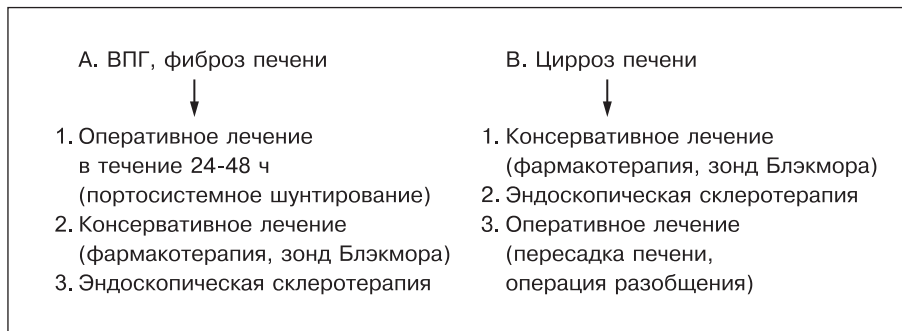 А. ВПГ, фиброз печени
1. Оперативное лечение
в течение 24-48 ч
(портосистемное шунтирование)
2. Консервативное лечение
(фармакотерапия, зонд Блэкмора)
3. Эндоскопическая склеротерапия
В. Цирроз печени
1. Консервативное лечение
(фармакотерапия, зонд Блэкмора)
2. Эндоскопическая склеротерапия
3. Оперативное лечение
(пересадка печени,
операция разобщения)